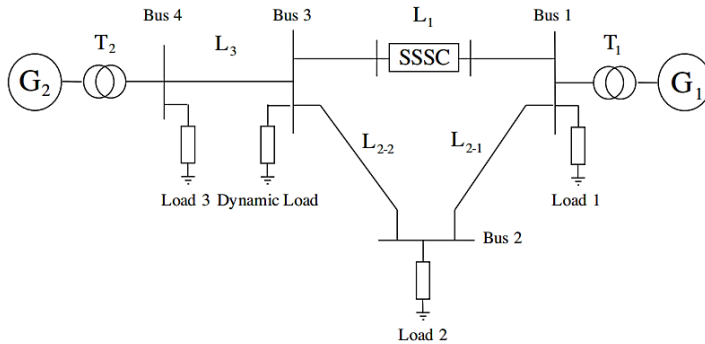 Bus 4
Bus 3
L1
Bus 1
T2
L3
SSSC
T1
G2
G1
L2-2
L2-1
Load 3
Dynamic Load
Load 1
Bus 2
Load 2